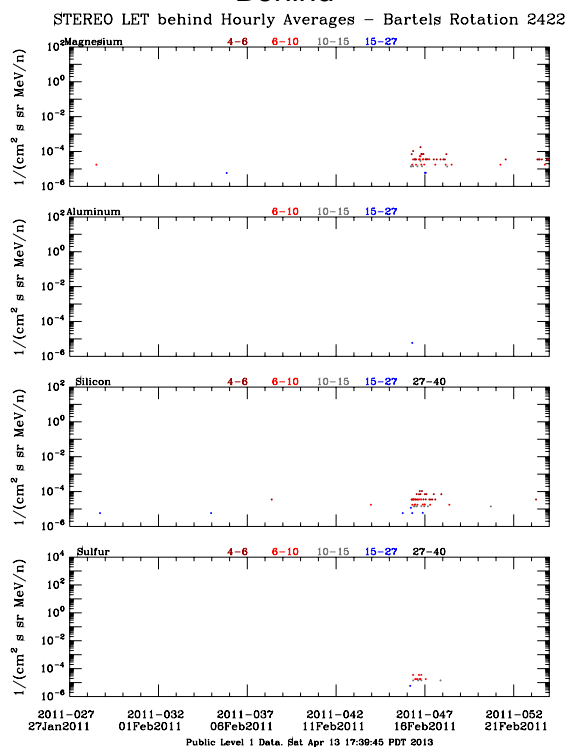 Behind
STEREO LET behind Hourly Averages - Bartels Rotation 2422
Magnesium 4-6 6-10 10-15 15-27
10² 10⁰ 10⁻² 10⁻⁴ 10⁻⁶
1/(cm² s sr MeV/n)
Aluminum 6-10 10-15 15-27
10² 10⁰ 10⁻² 10⁻⁴ 10⁻⁶
1/(cm² s sr MeV/n)
Silicon 4-6 6-10 10-15 15-27 27-40
10² 10⁰ 10⁻² 10⁻⁴ 10⁻⁶
1/(cm² s sr MeV/n)
Sulfur 4-6 6-10 10-15 15-27 27-40
10⁴ 10² 10⁰ 10⁻² 10⁻⁴ 10⁻⁶
1/(cm² s sr MeV/n)
2011-027 2011-032 2011-037 2011-042 2011-047 2011-052
27Jan2011 01Feb2011 06Feb2011 11Feb2011 16Feb2011 21Feb2011
Public Level 1 Data. Sat Apr 13 17:39:45 PDT 2013